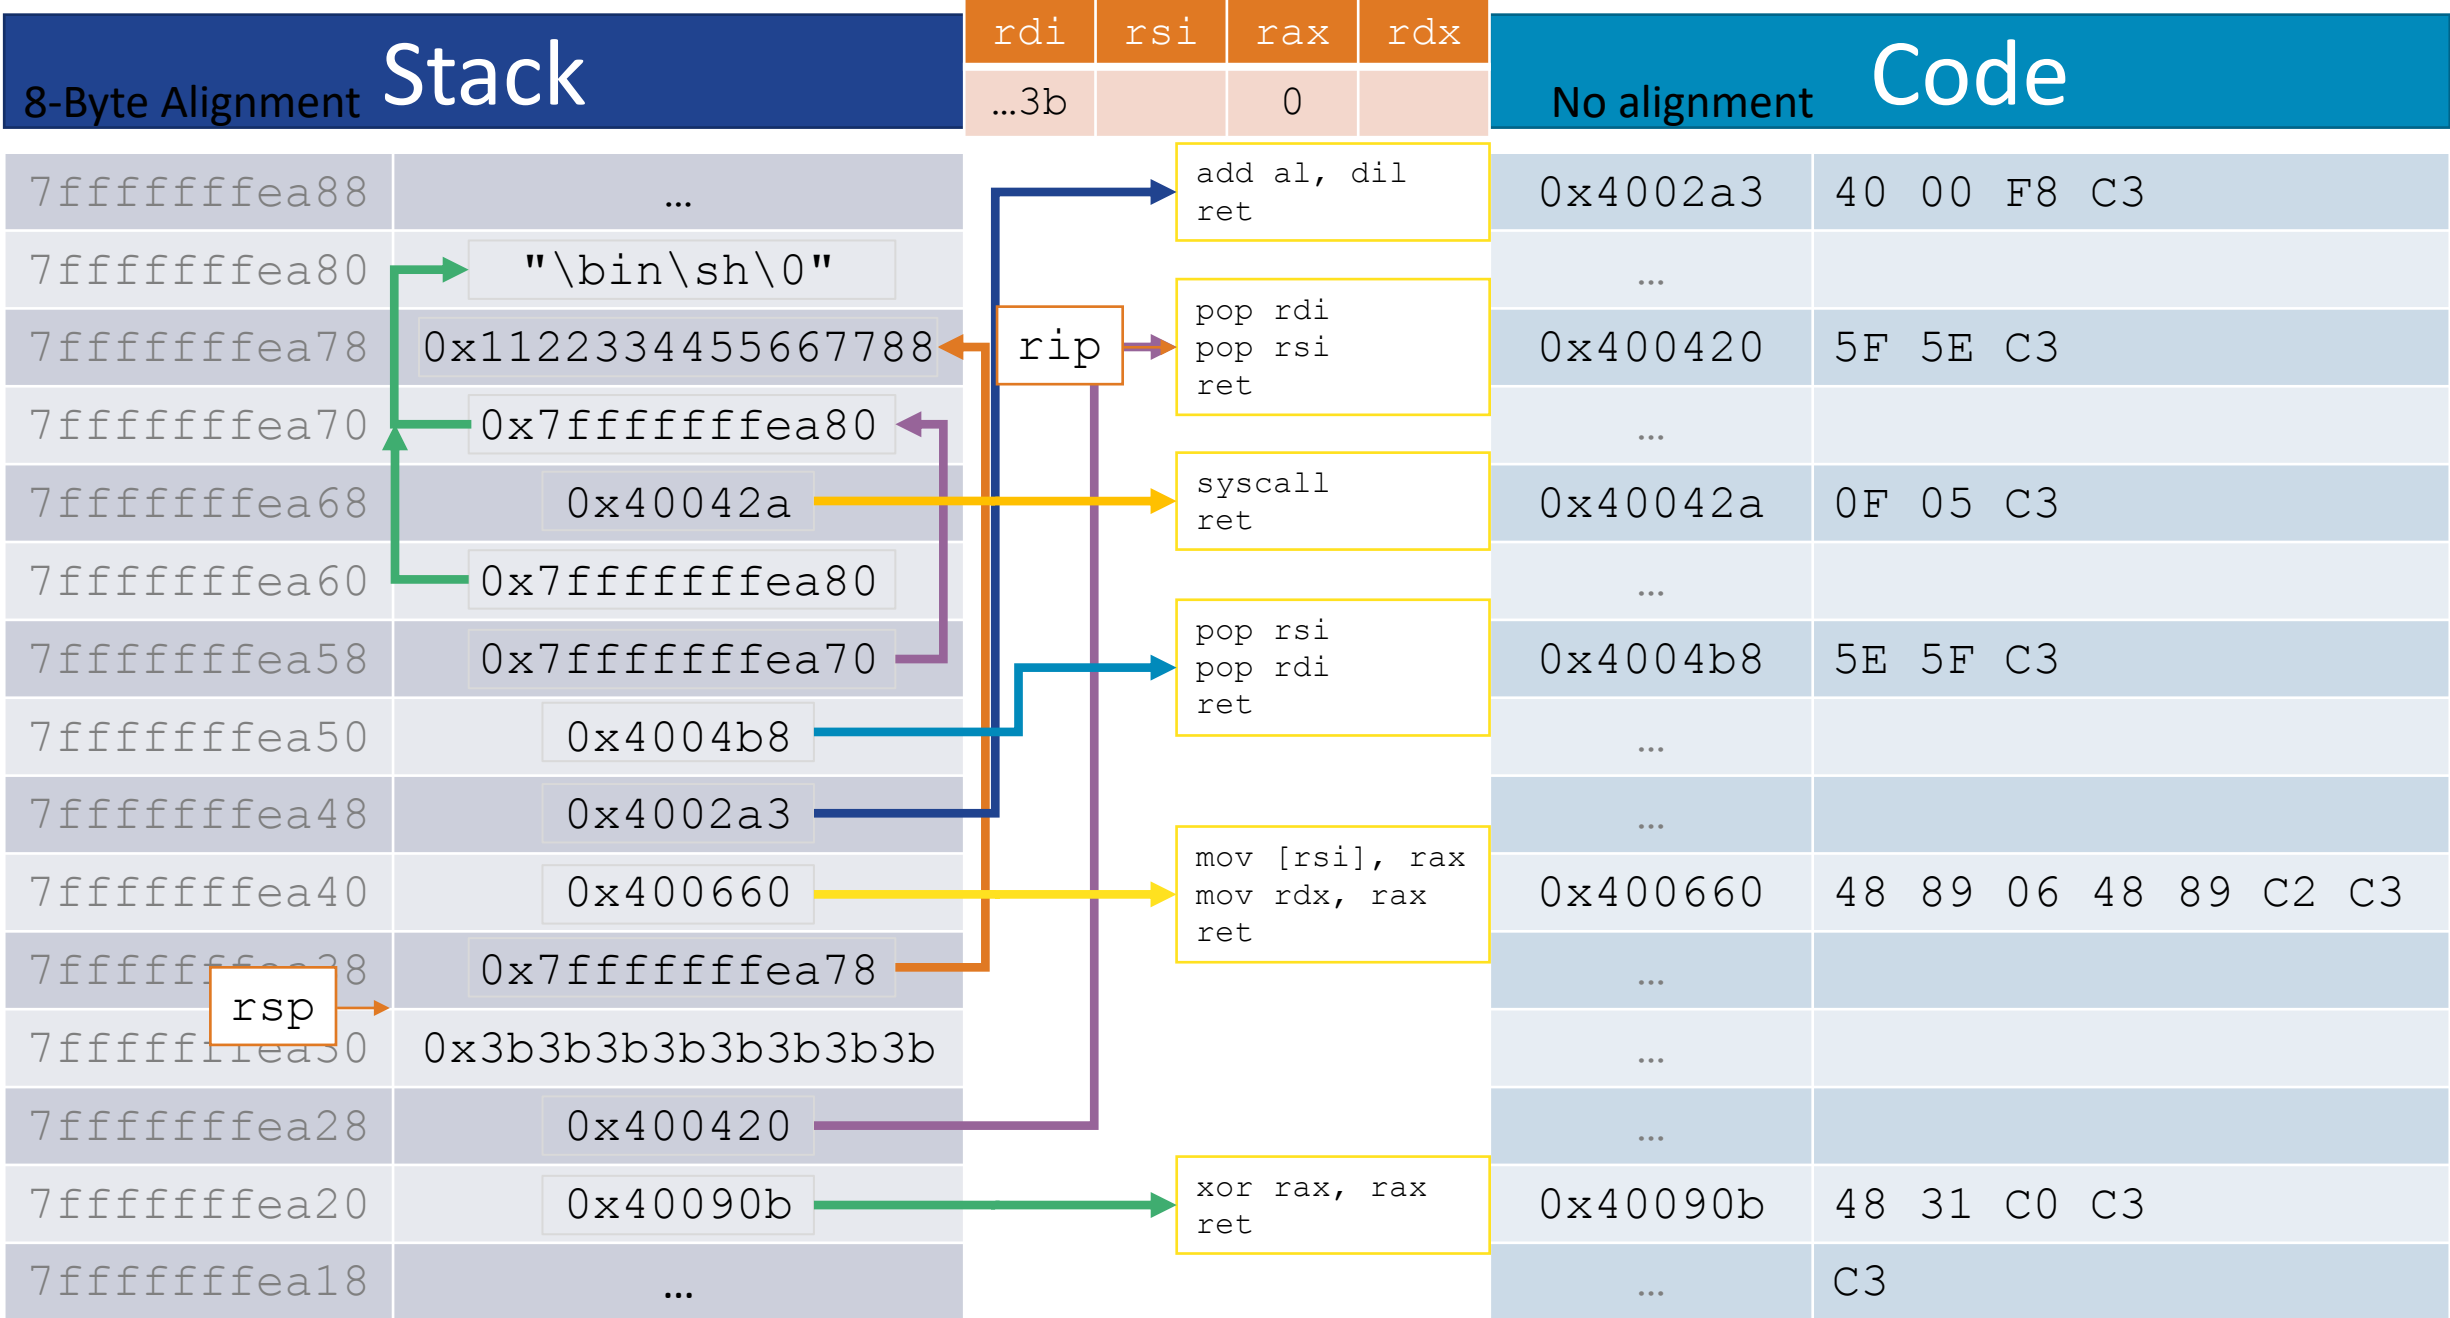 Stack
8-Byte Alignment
rdi rsi rax rdx
…3b 0
Code
No alignment
7fffffffea88 …
add al, dil
ret
0x4002a3 40 00 F8 C3
7fffffffea80 "\bin\sh\0"
…
7fffffffea78 0x1122334455667788
rip
pop rdi
pop rsi
ret
0x400420 5F 5E C3
7fffffffea70 0x7fffffffea80
…
7fffffffea68 0x40042a
syscall
ret
0x40042a 0F 05 C3
7fffffffea60 0x7fffffffea80
…
7fffffffea58 0x7fffffffea70
pop rsi
pop rdi
ret
0x4004b8 5E 5F C3
7fffffffea50 0x4004b8
…
7fffffffea48 0x4002a3
…
7fffffffea40 0x400660
mov [rsi], rax
mov rdx, rax
ret
0x400660 48 89 06 48 89 C2 C3
7fffffffea38 0x7fffffffea78
…
rsp
7fffffffea30 0x3b3b3b3b3b3b3b3b
…
7fffffffea28 0x400420
…
7fffffffea20 0x40090b
xor rax, rax
ret
0x40090b 48 31 C0 C3
7fffffffea18 …
… C3